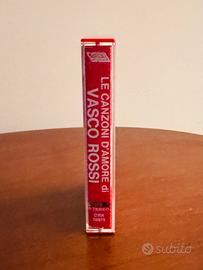 LE CANZONI D'AMORE di
VASCO ROSSI
STEREO
subito